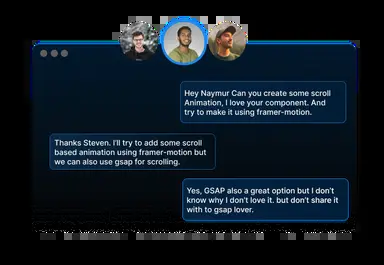 Hey Naymur Can you create some scroll
Animation, I love your component. And
try to make it using framer-motion.
Thanks Steven. I'll try to add some scroll
based animation using framer-motion but
we can also use gsap for scrolling.
Yes, GSAP also a great option but I don't
know why I don't love it. but don't share it
with to gsap lover.